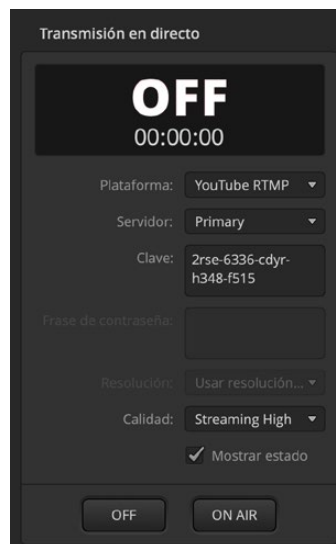 Transmisión en directo
OFF
00:00:00
Plataforma: YouTube RTMP
Servidor: Primary
Clave: 2rse-6336-cdyr-
h348-f515
Frase de contraseña:
Resolución: Usar resolución...
Calidad: Streaming High
Mostrar estado
OFF ON AIR